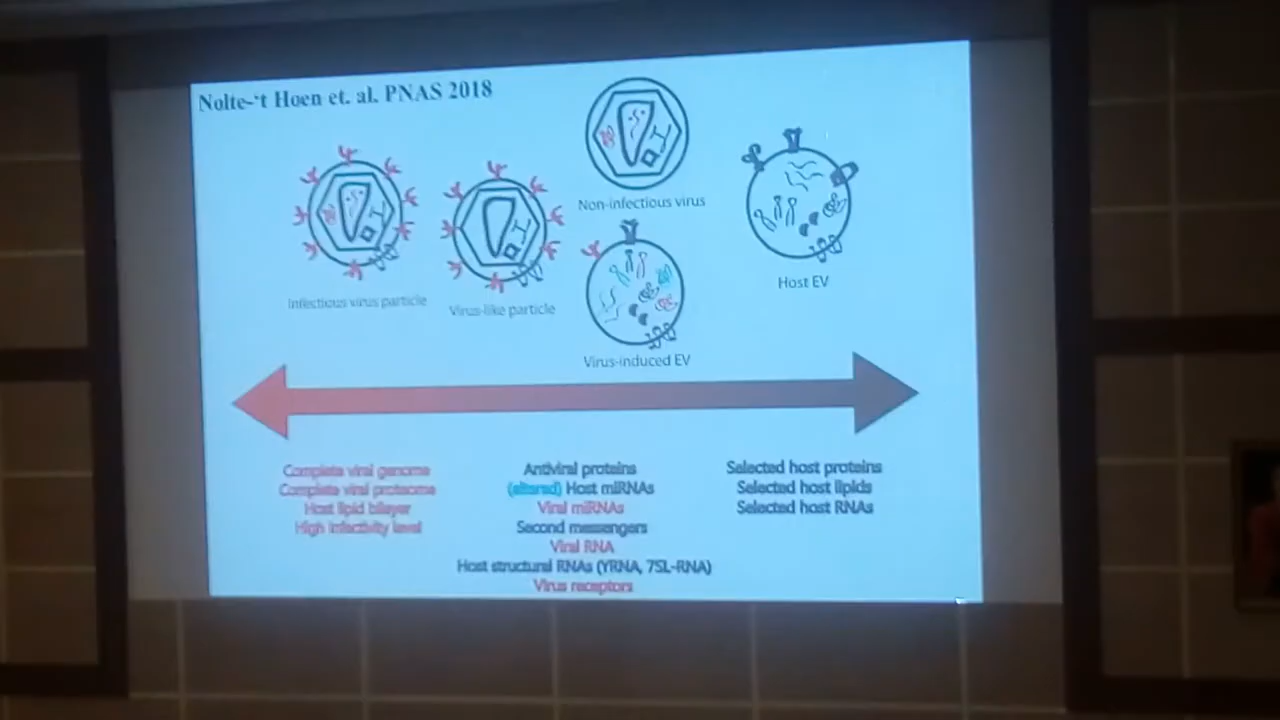 Nolte-‘t Hoen et. al. PNAS 2018
Non-infectious virus
Infectious virus particle
Virus-like particle
Host EV
Virus-induced EV
Complete viral genome
Complete viral proteome
Host lipid bilayer
High infectivity level
Antiviral proteins
(altered) Host miRNAs
Viral miRNAs
Second messengers
Viral RNA
Host structural RNAs (YRNA, 7SL-RNA)
Virus receptors
Selected host proteins
Selected host lipids
Selected host RNAs